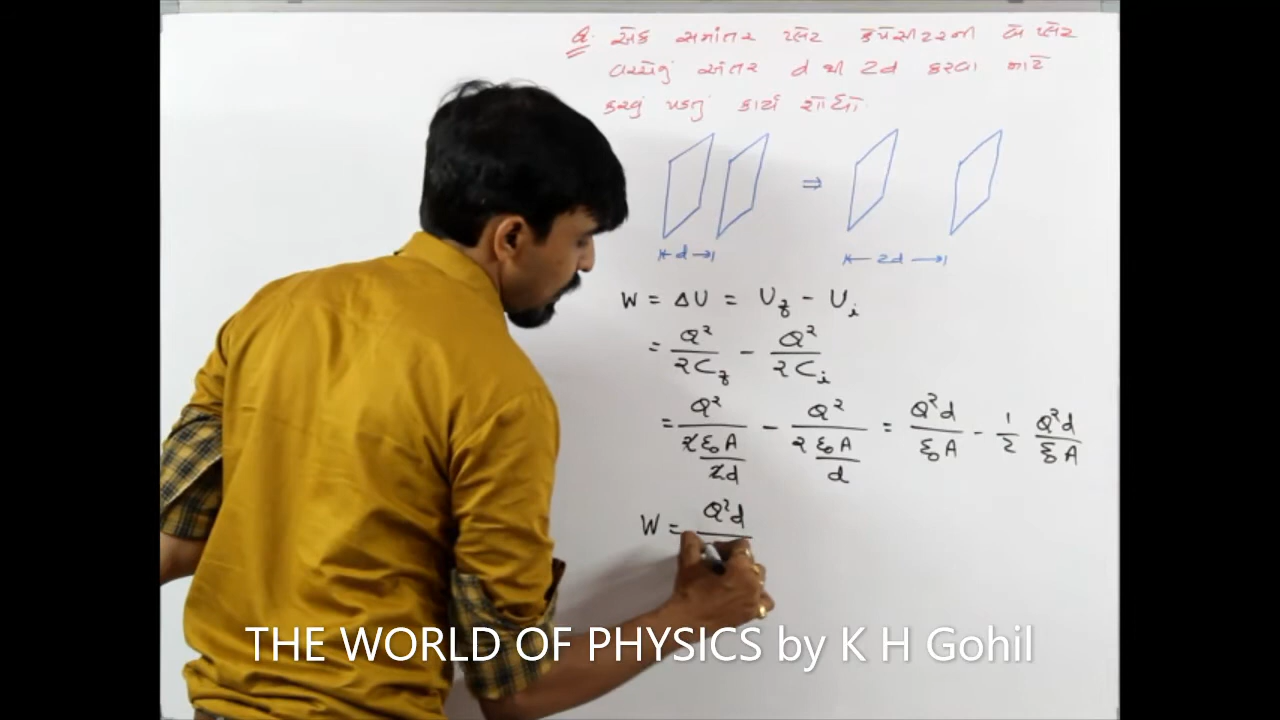 Q. એક સમાંતર પ્લેટ કેપેસીટરની બે પ્લેટ
વચ્ચેનું અંતર d થી 2d કરવા માટે
કરવું પડતું કાર્ય શોધો.
⇒
d
2d
W = ΔU = U_f - U_i
= Q²/2C_f - Q²/2C_i
= Q²/(2ε₀A/2d) - Q²/(2ε₀A/d) = Q²d/ε₀A - 1/2 Q²d/ε₀A
W = Q²d
THE WORLD OF PHYSICS by K H Gohil